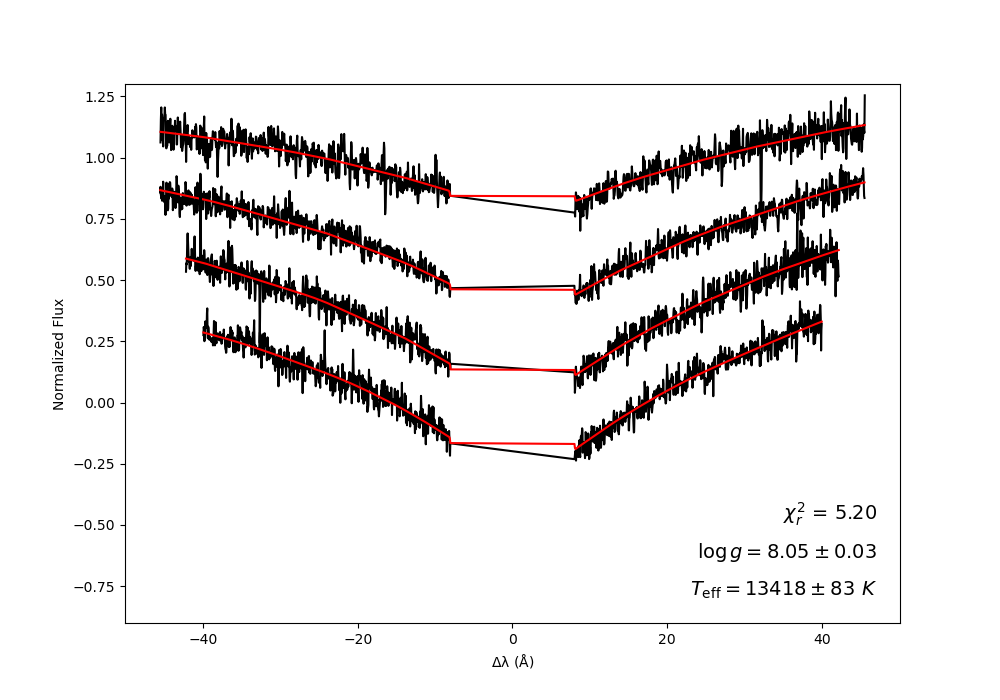 1.25
1.00
0.75
0.50
0.25
0.00
−0.25
−0.50
−0.75
Normalized Flux
χ²ᵣ = 5.20
log g = 8.05 ± 0.03
T_eff = 13418 ± 83 K
−40 −20 0 20 40
Δλ (Å)